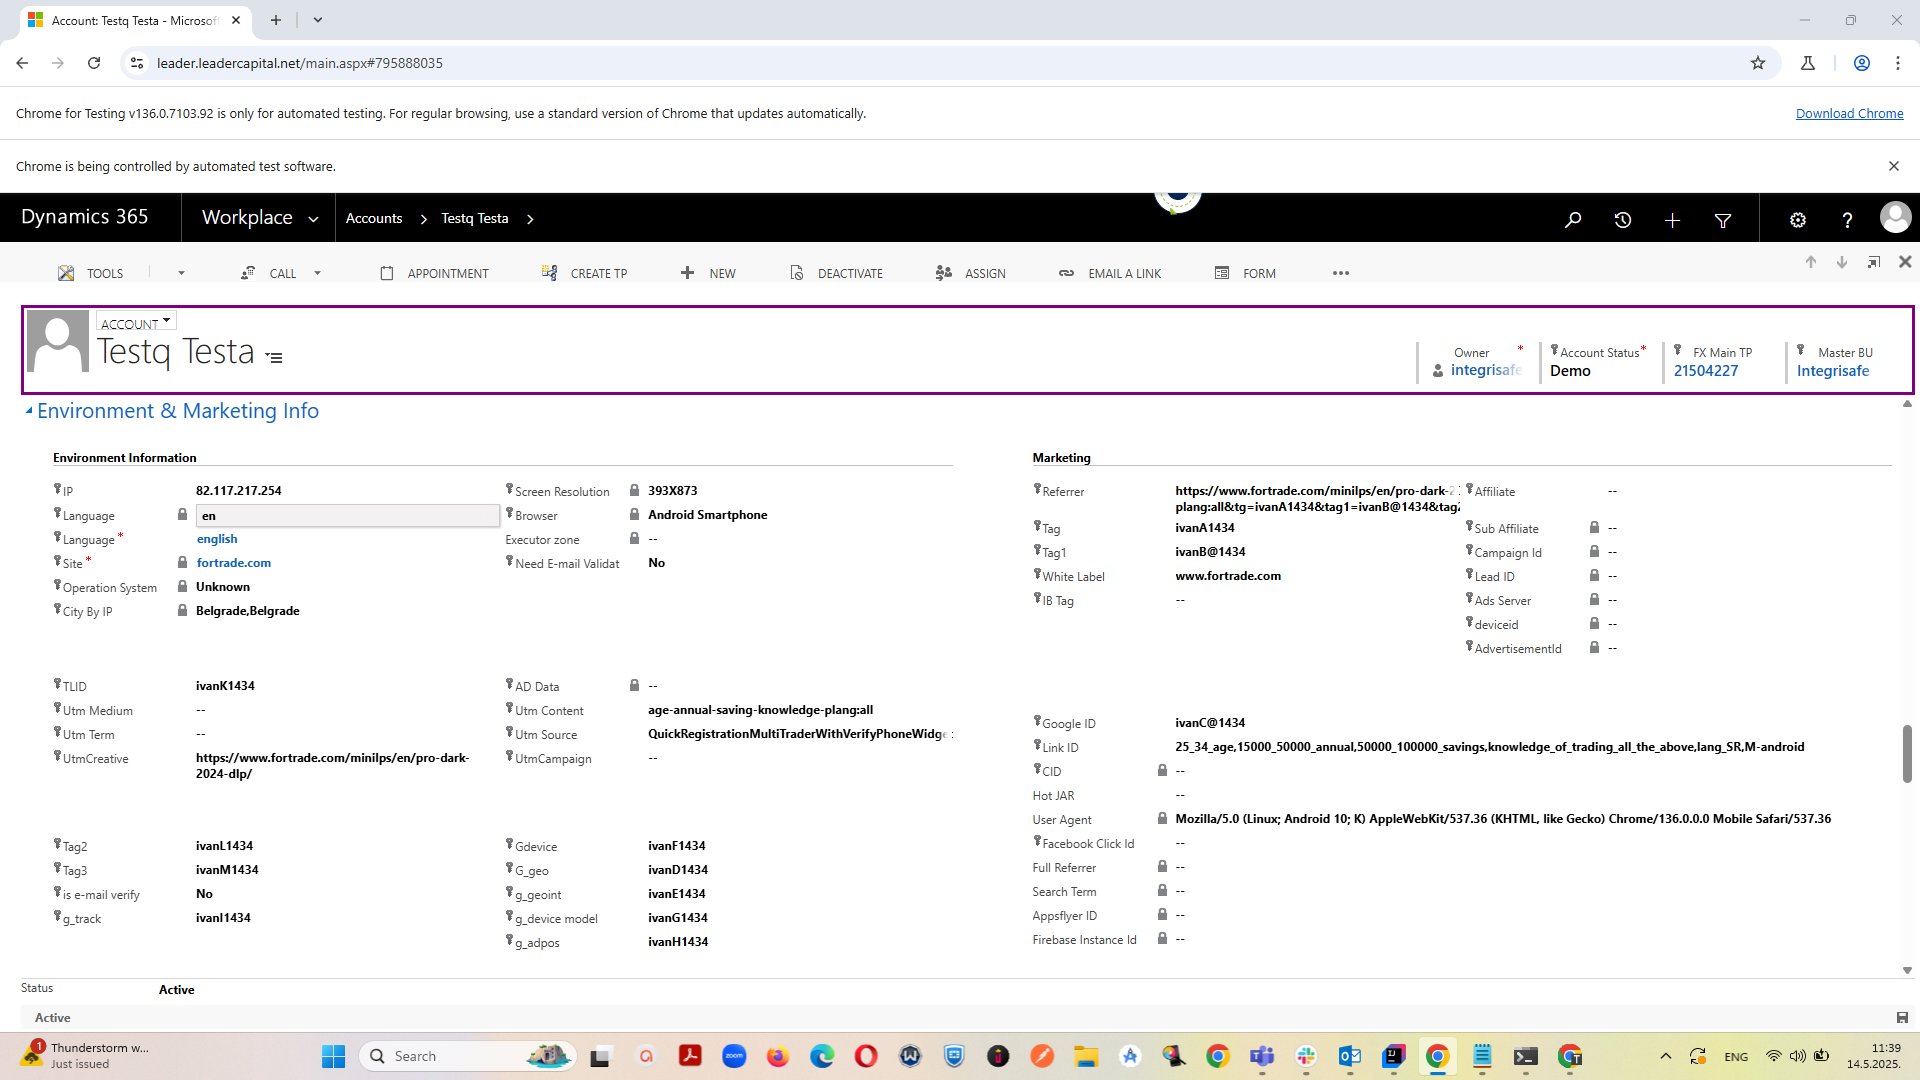 Account: Testq Testa - Microsof
leader.leadercapital.net/main.aspx#795888035
Chrome for Testing v136.0.7103.92 is only for automated testing. For regular browsing, use a standard version of Chrome that updates automatically.
Download Chrome
Chrome is being controlled by automated test software.
Dynamics 365
Workplace
Accounts
Testq Testa
TOOLS
CALL
APPOINTMENT
CREATE TP
NEW
DEACTIVATE
ASSIGN
EMAIL A LINK
FORM
ACCOUNT
Testq Testa
Owner *
integrisafe
Account Status *
Demo
FX Main TP
21504227
Master BU
Integrisafe
Environment & Marketing Info
Environment Information
IP 82.117.217.254
Language en
Language * english
Site * fortrade.com
Operation System Unknown
City By IP Belgrade,Belgrade
Screen Resolution 393X873
Browser Android Smartphone
Executor zone --
Need E-mail Validat No
TLID ivanK1434
Utm Medium --
Utm Term --
UtmCreative https://www.fortrade.com/minilps/en/pro-dark-
2024-dlp/
AD Data --
Utm Content age-annual-saving-knowledge-plang:all
Utm Source QuickRegistrationMultiTraderWithVerifyPhoneWidge
UtmCampaign --
Tag2 ivanL1434
Tag3 ivanM1434
is e-mail verify No
g_track ivanI1434
Gdevice ivanF1434
G_geo ivanD1434
g_geoint ivanE1434
g_device model ivanG1434
g_adpos ivanH1434
Marketing
Referrer https://www.fortrade.com/minilps/en/pro-dark-2
plang:all&tg=ivanA1434&tag1=ivanB@1434&tag2
Tag ivanA1434
Tag1 ivanB@1434
White Label www.fortrade.com
IB Tag --
Affiliate --
Sub Affiliate --
Campaign Id --
Lead ID --
Ads Server --
deviceid --
AdvertisementId --
Google ID ivanC@1434
Link ID 25_34_age,15000_50000_annual,50000_100000_savings,knowledge_of_trading_all_the_above,lang_SR,M-android
CID --
Hot JAR --
User Agent Mozilla/5.0 (Linux; Android 10; K) AppleWebKit/537.36 (KHTML, like Gecko) Chrome/136.0.0.0 Mobile Safari/537.36
Facebook Click Id --
Full Referrer --
Search Term --
Appsflyer ID --
Firebase Instance Id --
Status Active
Active
1
Thunderstorm w...
Just issued
Search
zoom
ENG
11:39
14.5.2025.